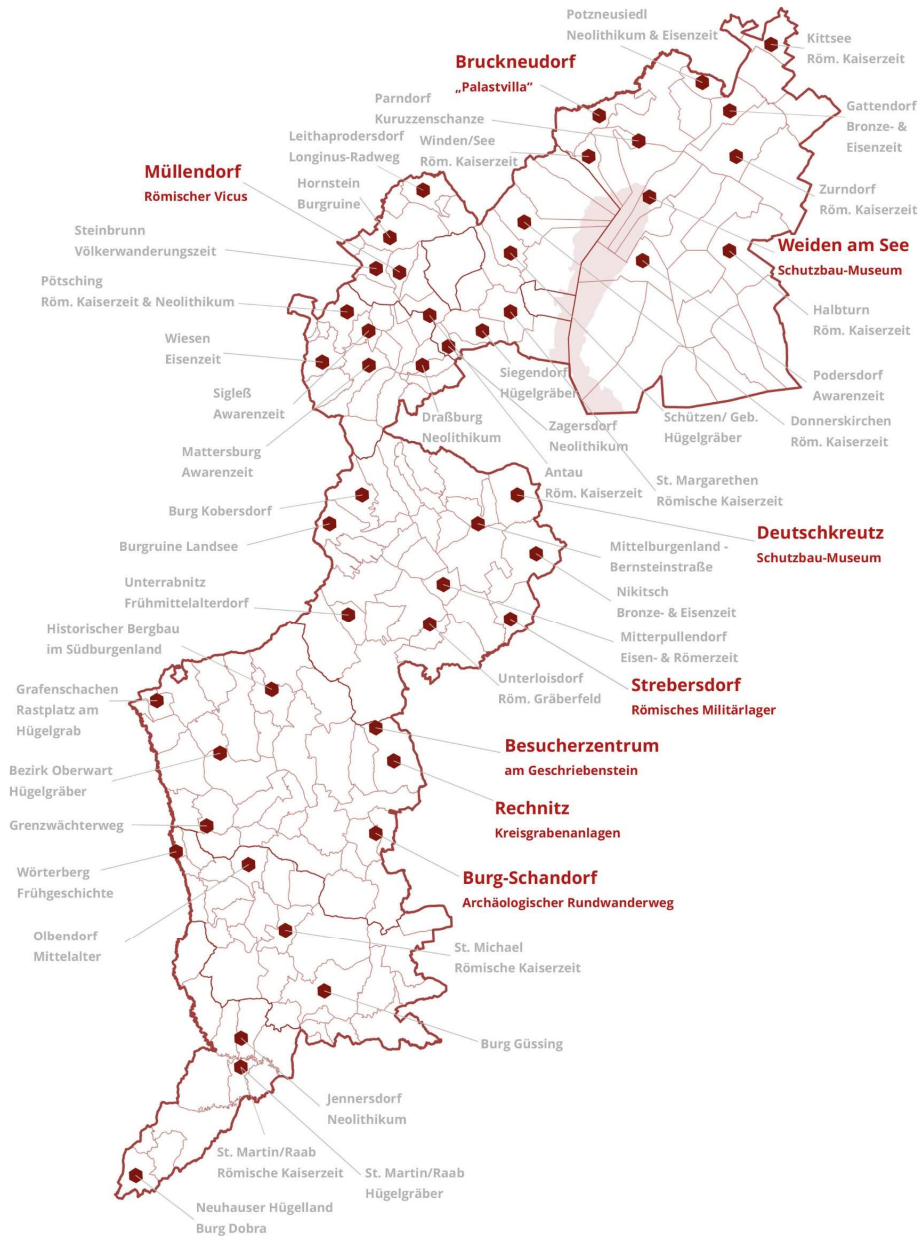 Potzneusiedl
Neolithikum & Eisenzeit
Kittsee
Röm. Kaiserzeit
Bruckneudorf
„Palastvilla“
Gattendorf
Bronze- &
Eisenzeit
Parndorf
Kuruzzenschanze
Leithaprodersdorf
Longinus-Radweg
Winden/See
Röm. Kaiserzeit
Müllendorf
Römischer Vicus
Hornstein
Burgruine
Zurndorf
Röm. Kaiserzeit
Steinbrunn
Völkerwanderungszeit
Weiden am See
Schutzbau-Museum
Pötsching
Röm. Kaiserzeit & Neolithikum
Halbturn
Röm. Kaiserzeit
Wiesen
Eisenzeit
Siegendorf
Hügelgräber
Podersdorf
Awarenzeit
Sigleß
Awarenzeit
Draßburg
Neolithikum
Zagersdorf
Neolithikum
Schützen/ Geb.
Hügelgräber
Donnerskirchen
Röm. Kaiserzeit
Mattersburg
Awarenzeit
Antau
Röm. Kaiserzeit
St. Margarethen
Römische Kaiserzeit
Burg Kobersdorf
Deutschkreutz
Schutzbau-Museum
Burgruine Landsee
Mittelburgenland -
Bernsteinstraße
Unterrabnitz
Frühmittelalterdorf
Nikitsch
Bronze- & Eisenzeit
Historischer Bergbau
im Südburgenland
Mitterpullendorf
Eisen- & Römerzeit
Unterloisdorf
Röm. Gräberfeld
Strebersdorf
Römisches Militärlager
Grafenschachen
Rastplatz am
Hügelgrab
Besucherzentrum
am Geschriebenstein
Bezirk Oberwart
Hügelgräber
Rechnitz
Kreisgrabenanlagen
Grenzwächterweg
Wörterberg
Frühgeschichte
Burg-Schandorf
Archäologischer Rundwanderweg
Olbendorf
Mittelalter
St. Michael
Römische Kaiserzeit
Burg Güssing
Jennersdorf
Neolithikum
St. Martin/Raab
Römische Kaiserzeit
St. Martin/Raab
Hügelgräber
Neuhauser Hügelland
Burg Dobra